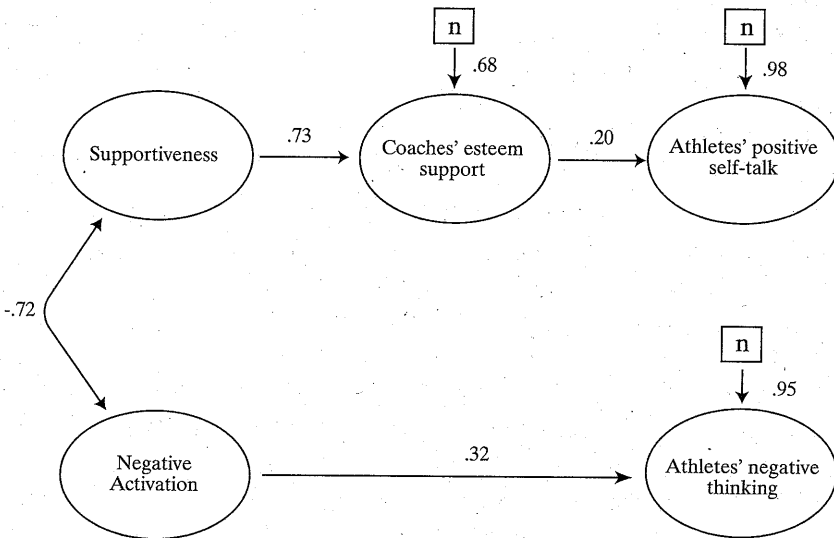 n
n
.68
.98
Supportiveness
.73
Coaches' esteem
support
.20
Athletes' positive
self-talk
-.72
n
.95
Negative
Activation
.32
Athletes' negative
thinking